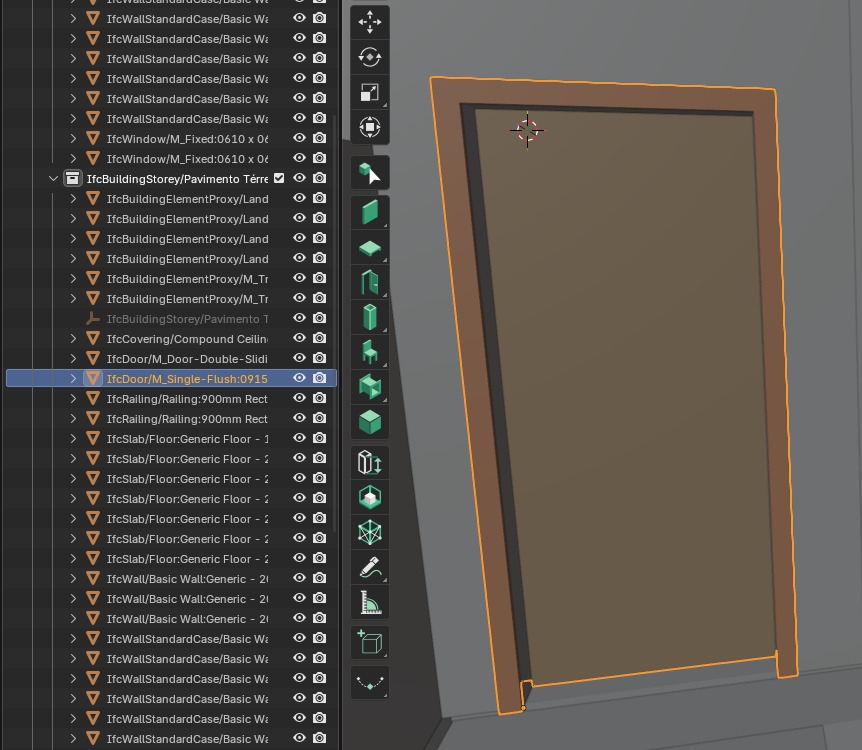 IfcWallStandardCase/Basic Wa
IfcWallStandardCase/Basic Wa
IfcWallStandardCase/Basic Wa
IfcWallStandardCase/Basic Wa
IfcWallStandardCase/Basic Wa
IfcWallStandardCase/Basic Wa
IfcWallStandardCase/Basic Wa
IfcWindow/M_Fixed:0610 x 06
IfcWindow/M_Fixed:0610 x 06
IfcBuildingStorey/Pavimento Térre
IfcBuildingElementProxy/Land
IfcBuildingElementProxy/Land
IfcBuildingElementProxy/Land
IfcBuildingElementProxy/Land
IfcBuildingElementProxy/M_Tr
IfcBuildingElementProxy/M_Tr
IfcBuildingStorey/Pavimento T
IfcCovering/Compound Ceilin
IfcDoor/M_Door-Double-Slidi
IfcDoor/M_Single-Flush:0915
IfcRailing/Railing:900mm Rect
IfcRailing/Railing:900mm Rect
IfcSlab/Floor:Generic Floor - 1
IfcSlab/Floor:Generic Floor - 2
IfcSlab/Floor:Generic Floor - 2
IfcSlab/Floor:Generic Floor - 2
IfcSlab/Floor:Generic Floor - 2
IfcSlab/Floor:Generic Floor - 2
IfcSlab/Floor:Generic Floor - 2
IfcWall/Basic Wall:Generic - 20
IfcWall/Basic Wall:Generic - 20
IfcWall/Basic Wall:Generic - 20
IfcWallStandardCase/Basic Wa
IfcWallStandardCase/Basic Wa
IfcWallStandardCase/Basic Wa
IfcWallStandardCase/Basic Wa
IfcWallStandardCase/Basic Wa
IfcWallStandardCase/Basic Wa